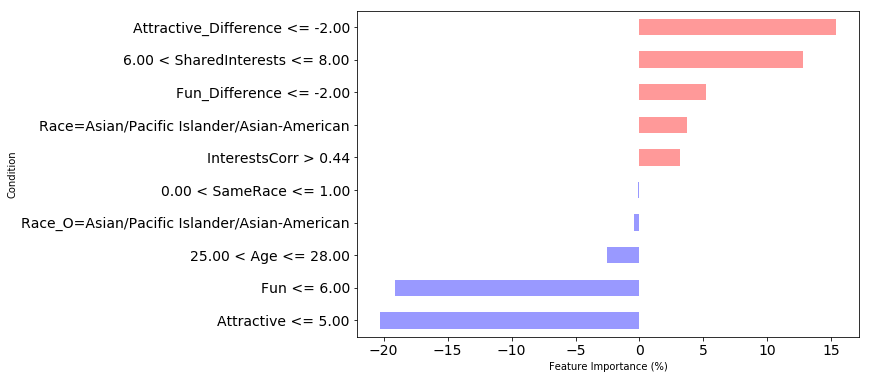 Attractive_Difference <= -2.00
6.00 < SharedInterests <= 8.00
Fun_Difference <= -2.00
Race=Asian/Pacific Islander/Asian-American
InterestsCorr > 0.44
0.00 < SameRace <= 1.00
Race_O=Asian/Pacific Islander/Asian-American
25.00 < Age <= 28.00
Fun <= 6.00
Attractive <= 5.00
Condition
−20 −15 −10 −5 0 5 10 15
Feature Importance (%)